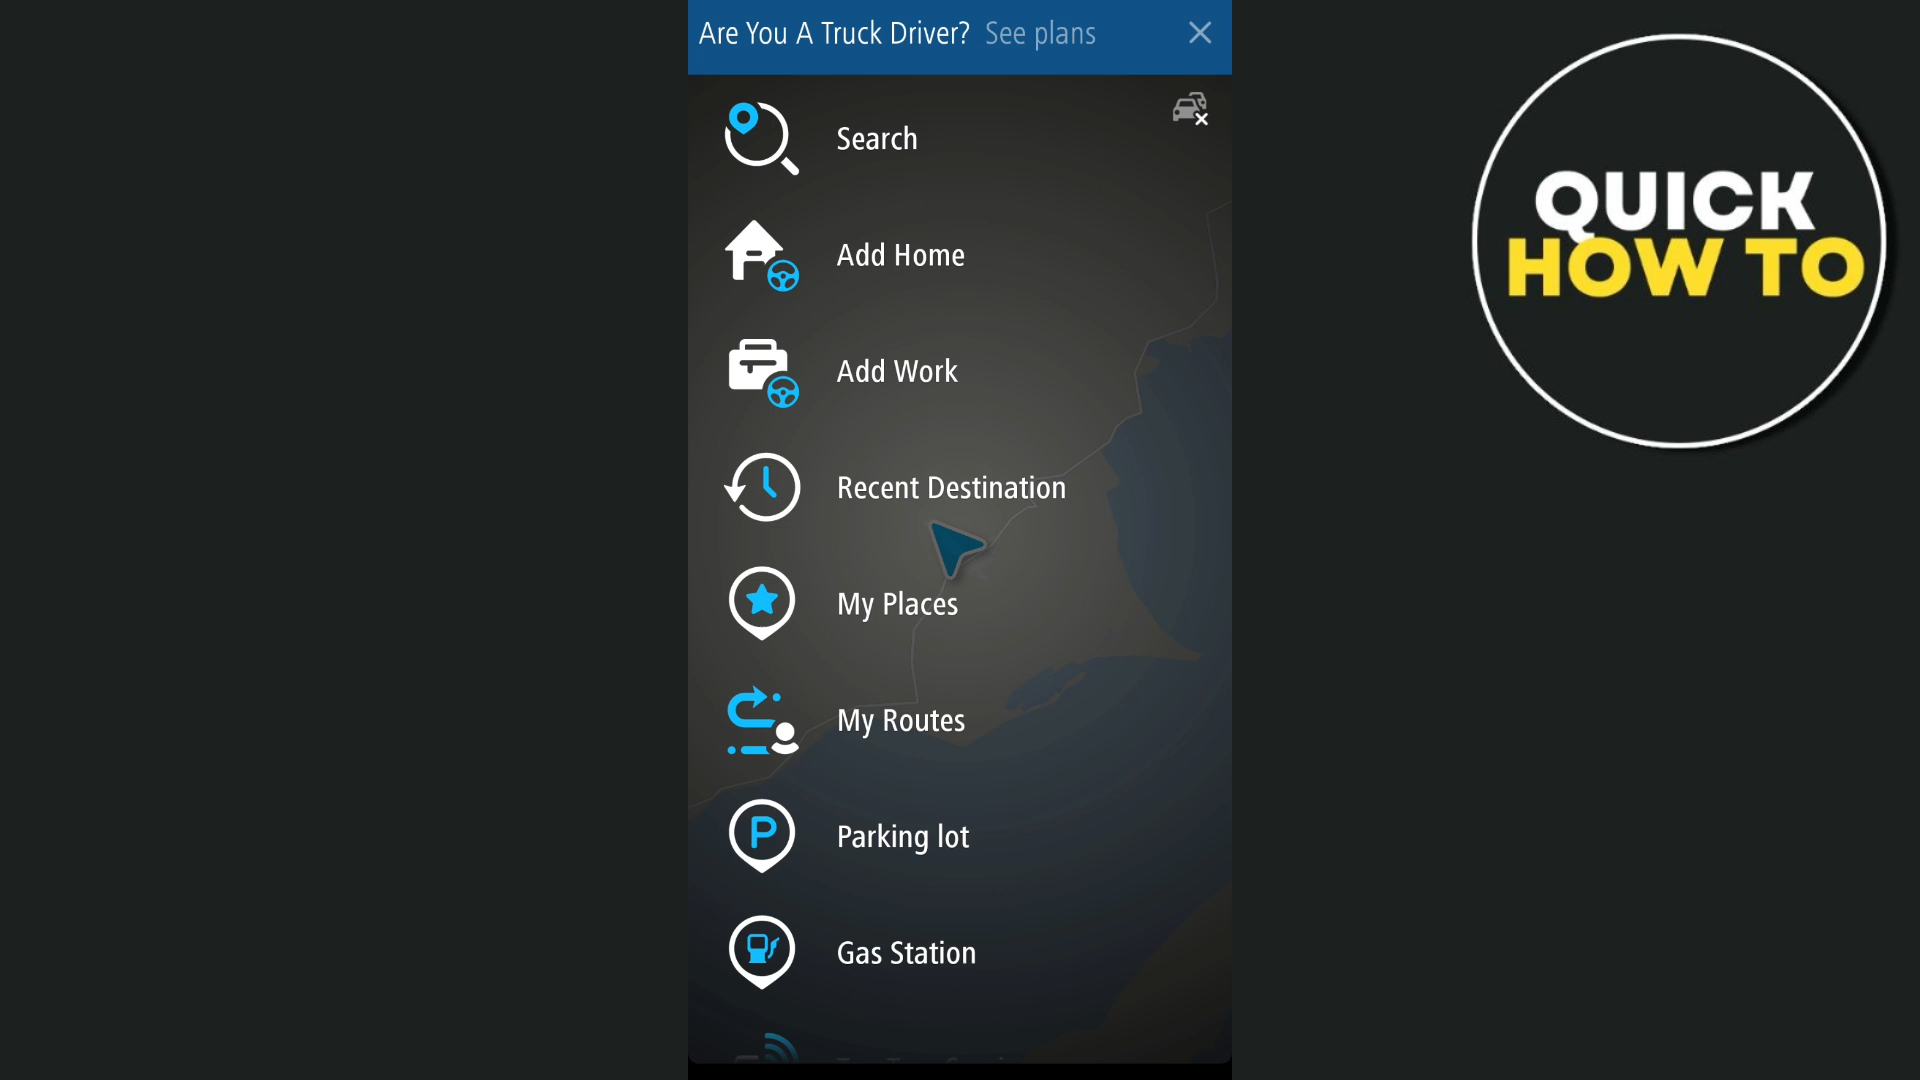 Are You A Truck Driver? See plans
Search
Add Home
Add Work
Recent Destination
My Places
My Routes
P
Parking lot
Gas Station
QUICK
HOW TO